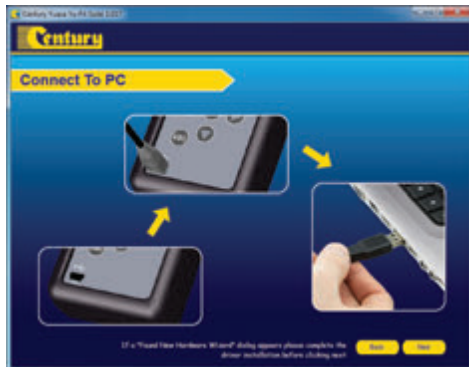 Century
Connect To PC
If a "Found New Hardware Wizard" dialog appears please complete the
driver installation before clicking next
Back
Next